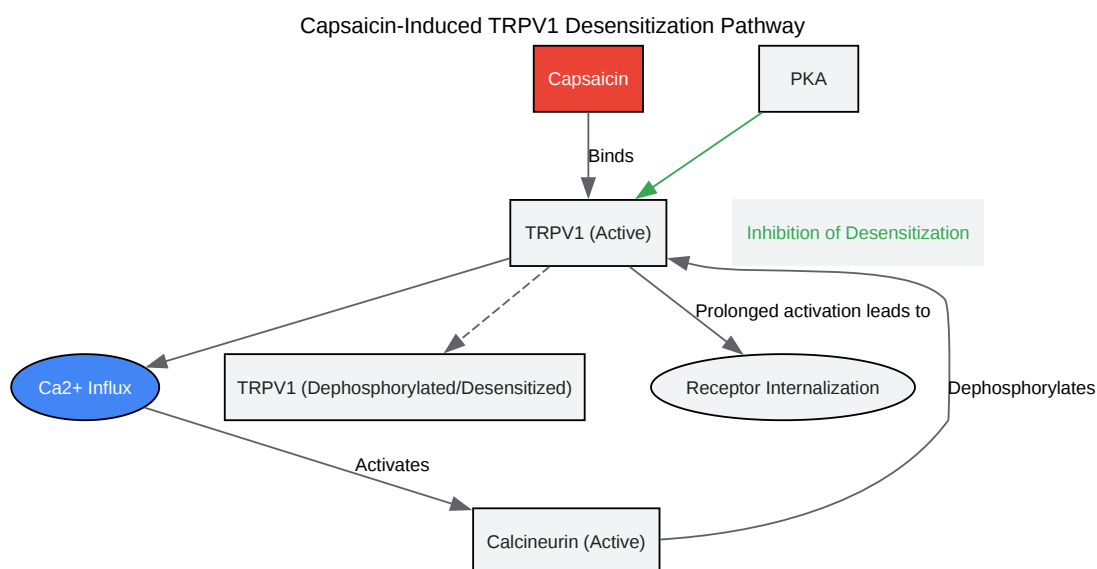 Capsaicin-Induced TRPV1 Desensitization Pathway
Capsaicin
PKA
Binds
TRPV1 (Active)
Inhibition of Desensitization
Prolonged activation leads to
Ca2+ Influx
TRPV1 (Dephosphorylated/Desensitized)
Receptor Internalization
Dephosphorylates
Activates
Calcineurin (Active)